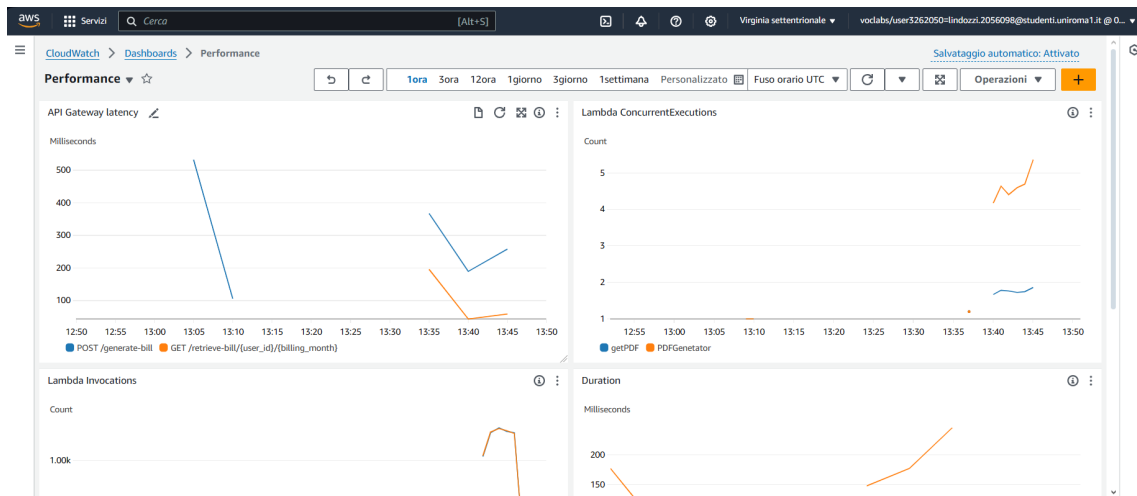 aws
Servizi
Cerca
[Alt+S]
Virginia settentrionale
voclabs/user3262050=lindozzi.2056098@studenti.uniroma1.it @ 0...
CloudWatch > Dashboards > Performance
Salvataggio automatico: Attivato
Performance
1ora 3ora 12ora 1giorno 3giorno 1settimana Personalizzato
Fuso orario UTC
Operazioni
API Gateway latency
Milliseconds
500
400
300
200
100
12:50 12:55 13:00 13:05 13:10 13:15 13:20 13:25 13:30 13:35 13:40 13:45 13:50
POST /generate-bill GET /retrieve-bill/{user_id}/{billing_month}
Lambda ConcurrentExecutions
Count
5
4
3
2
1
12:55 13:00 13:05 13:10 13:15 13:20 13:25 13:30 13:35 13:40 13:45 13:50
getPDF PDFGenetator
Lambda Invocations
Count
1.00k
Duration
Milliseconds
200
150